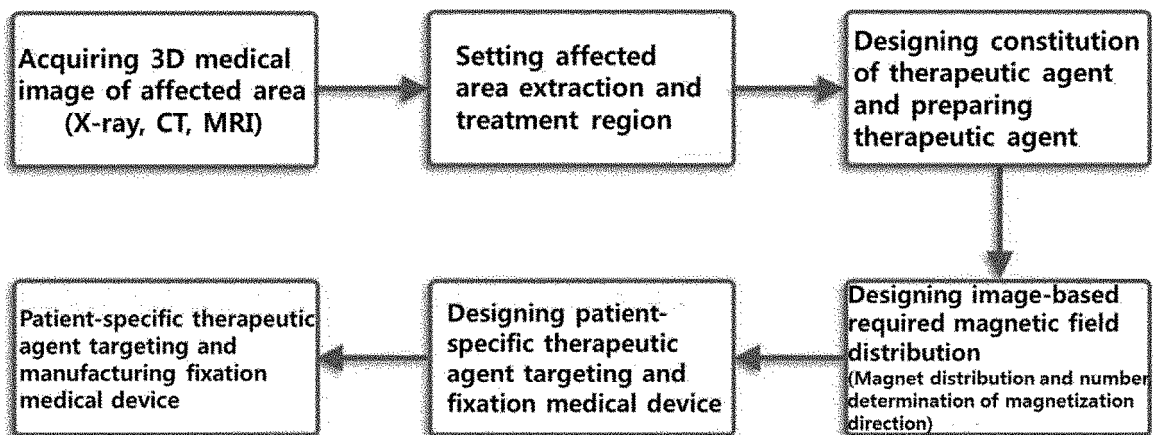 Acquiring 3D medical
image of affected area
(X-ray, CT, MRI)
Setting affected
area extraction and
treatment region
Designing constitution
of therapeutic agent
and preparing
therapeutic agent
Designing image-based
required magnetic field
distribution
(Magnet distribution and number
determination of magnetization
direction)
Designing patient-
specific therapeutic
agent targeting and
fixation medical device
Patient-specific therapeutic
agent targeting and
manufacturing fixation
medical device